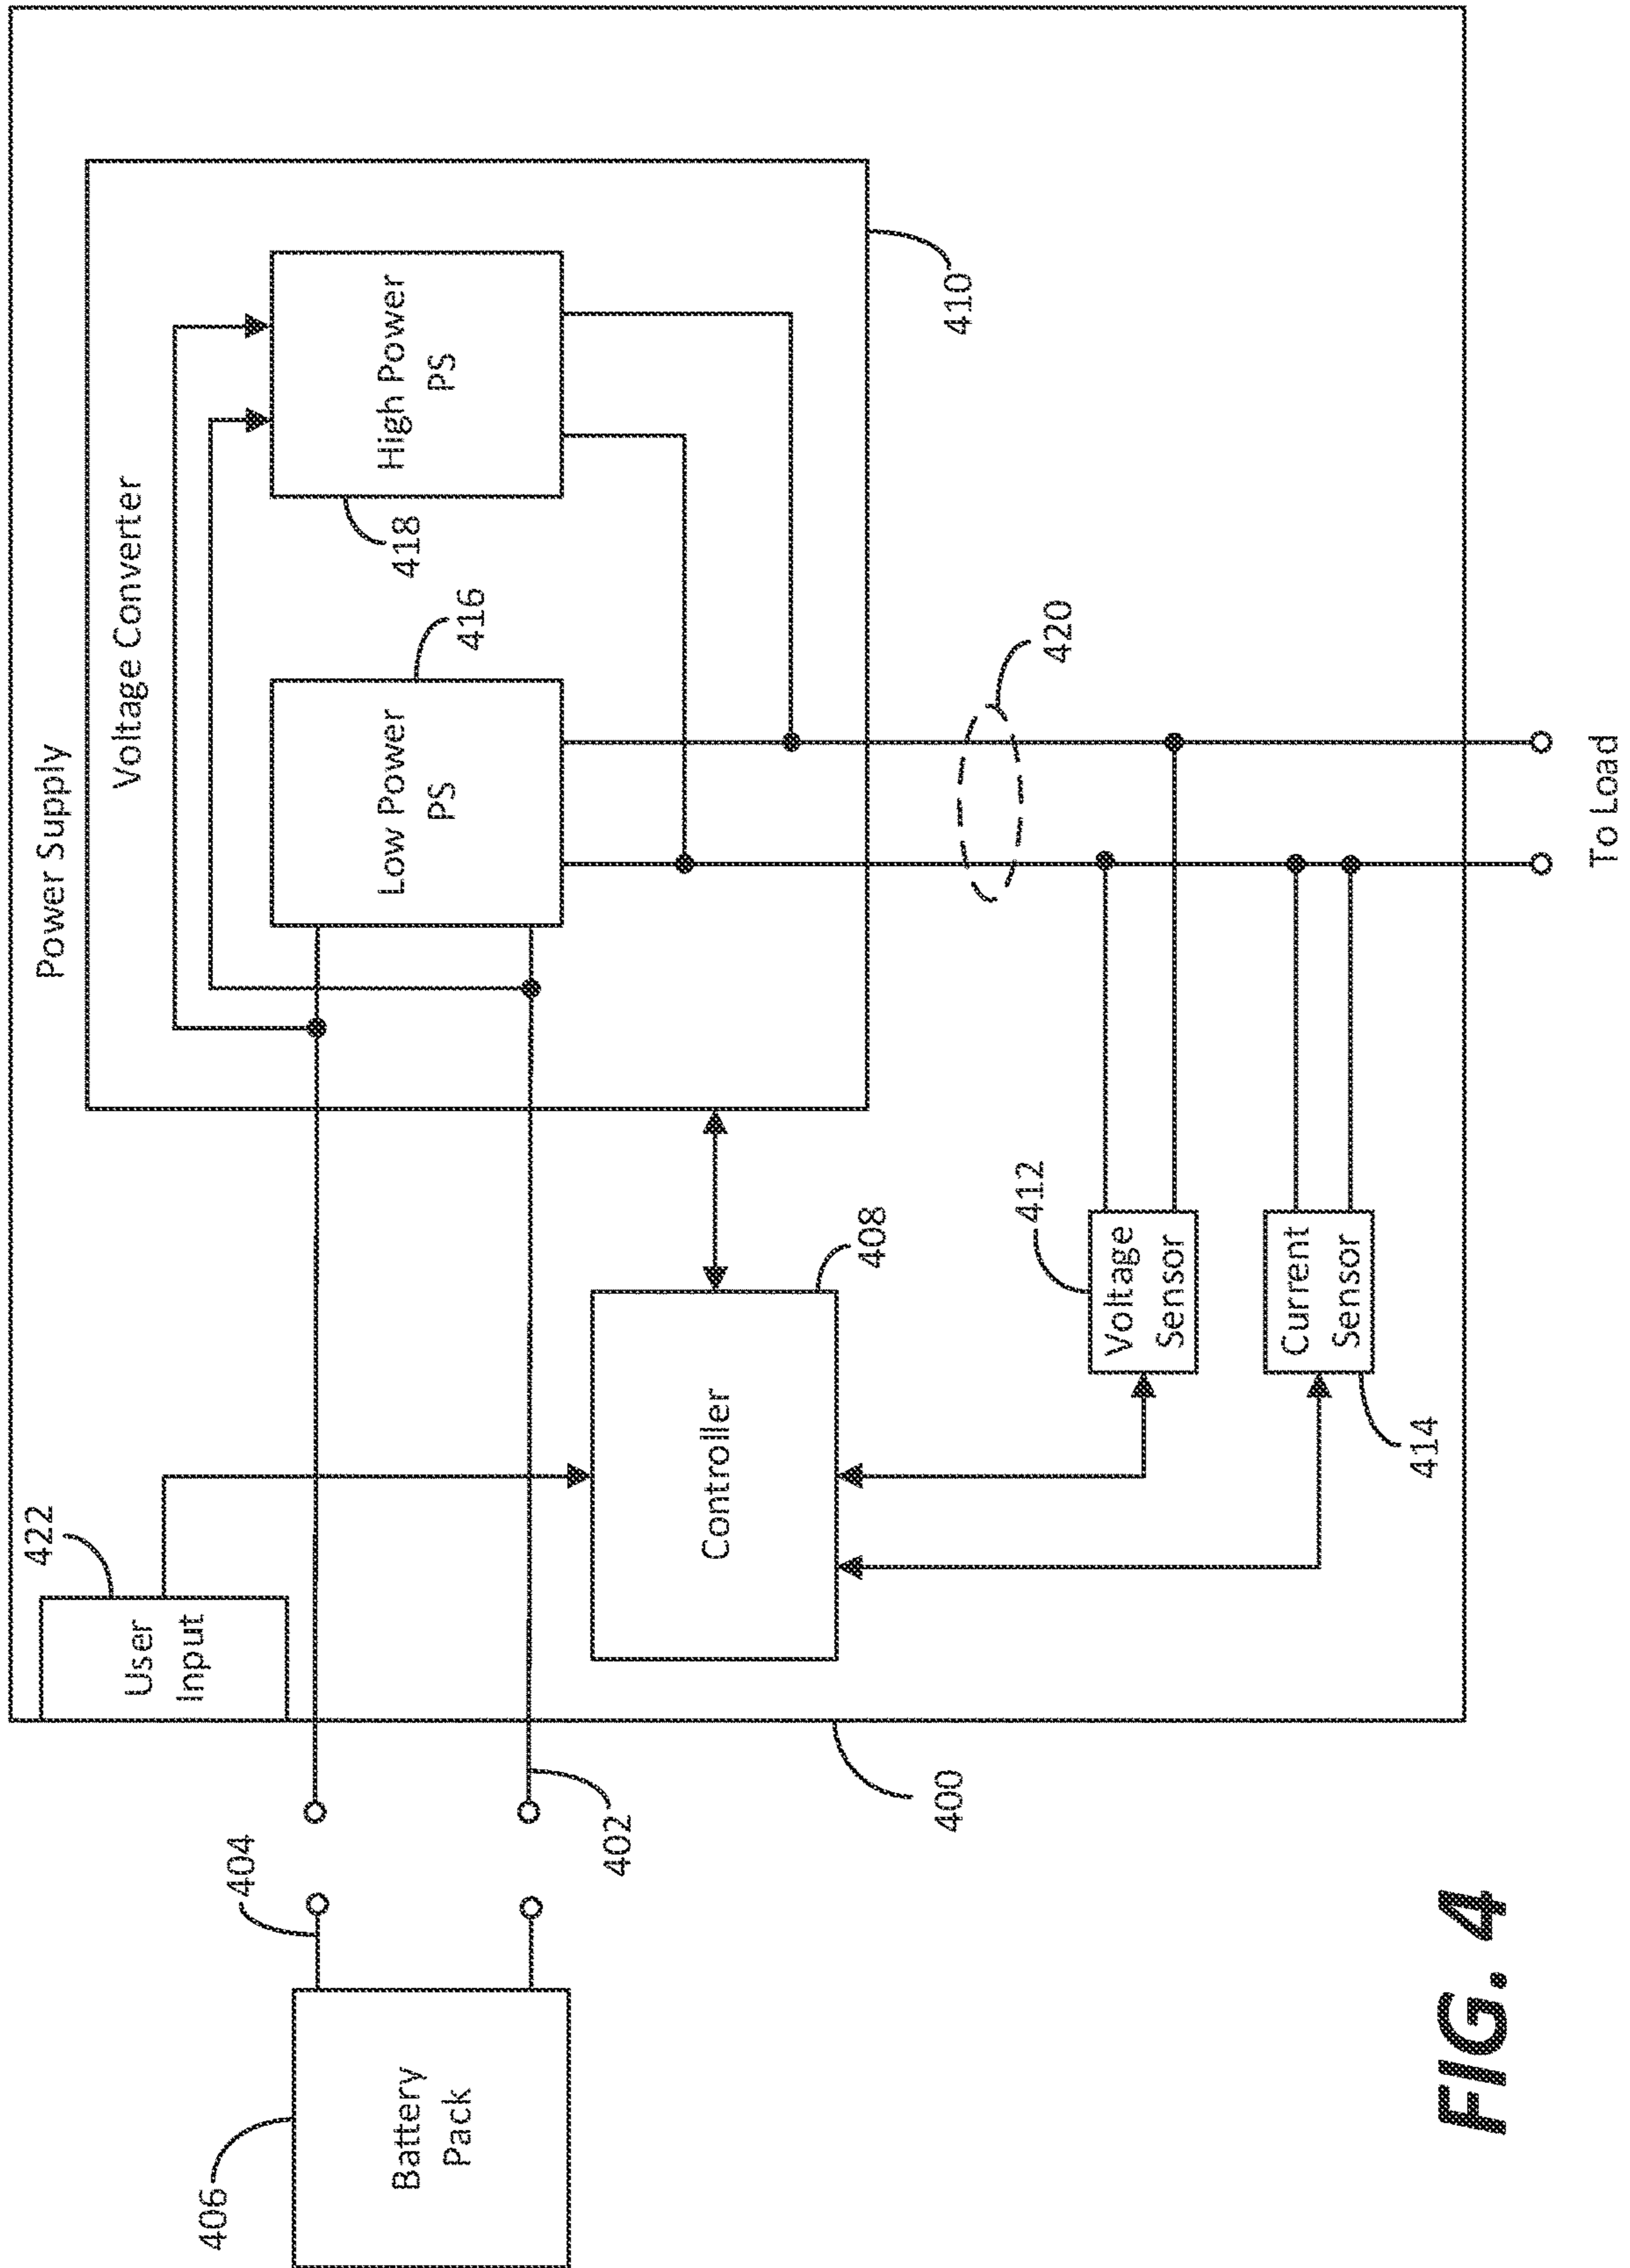 Power Supply
Voltage Converter
422
User
Input
404
406
Battery
Pack
402
400
Low Power
PS
416
High Power
PS
418
410
Controller
408
420
412
Voltage
Sensor
Current
Sensor
414
To Load
FIG. 4